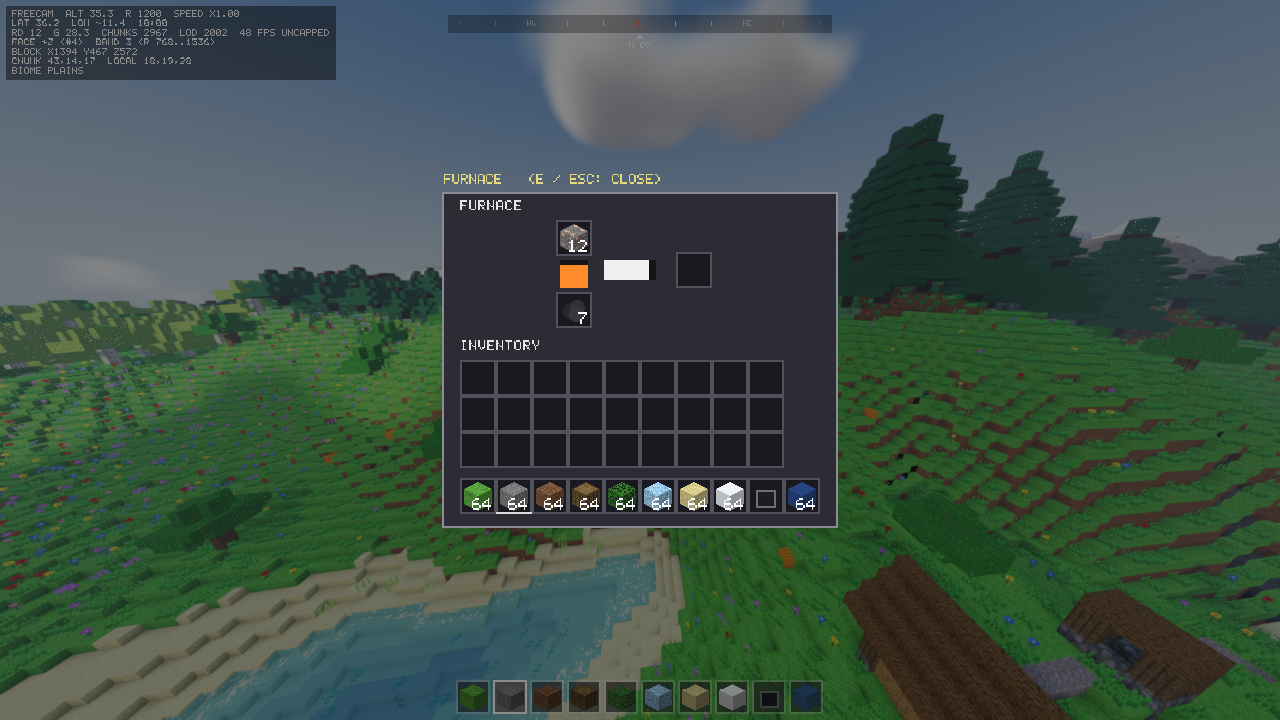 FREECAM ALT 35.3 R 1200 SPEED X1.00
LAT 36.2 LON -11.4 10:00
RD 12 G 28.3 CHUNKS 2967 LOD 2002 48 FPS UNCAPPED
FACE +Z (#4) BAND 3 (R 768..1536)
BLOCK X1394 Y467 Z572
CHUNK 43,14,17 LOCAL 18,19,28
BIOME PLAINS
FURNACE (E / ESC: CLOSE)
FURNACE
12
7
INVENTORY
64 64 64 64 64 64 64 64 64